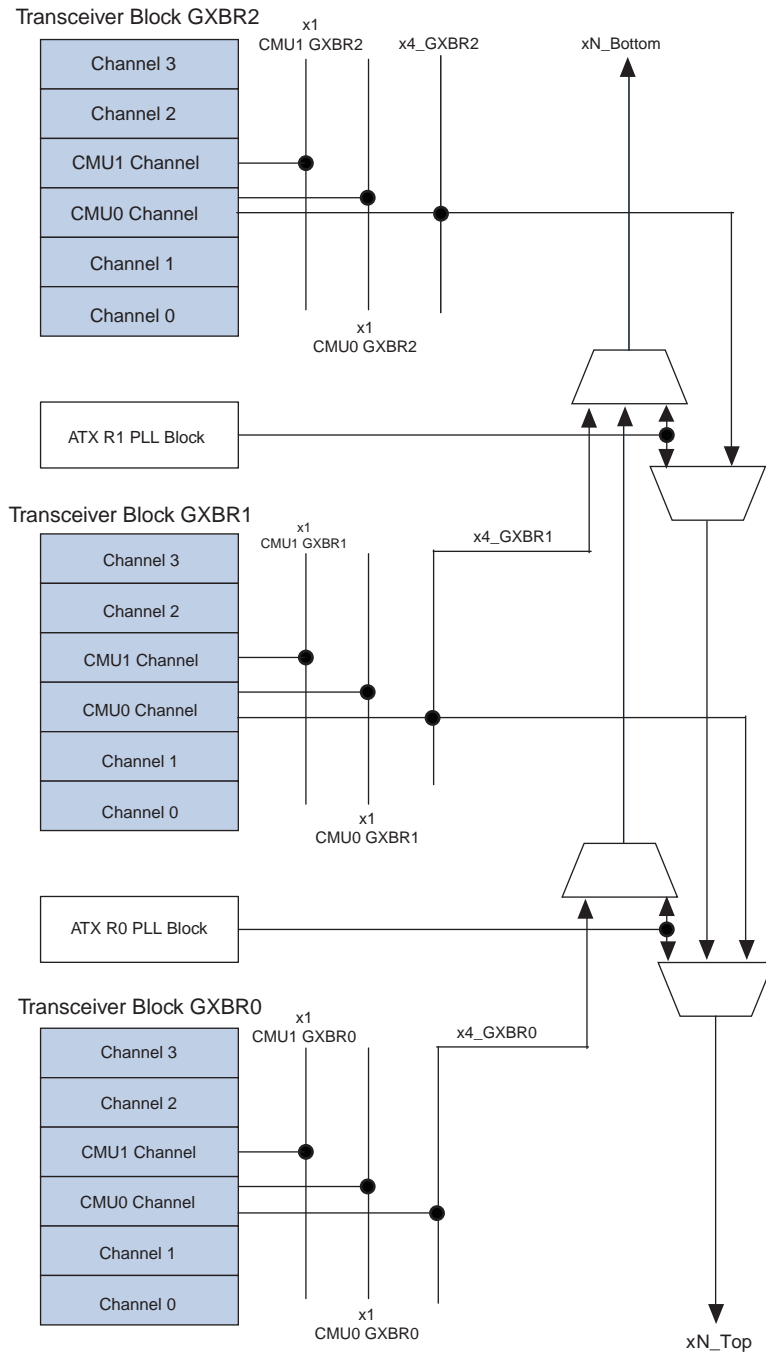 Transceiver Block GXBR2
x1
CMU1 GXBR2
x4_GXBR2
xN_Bottom
Channel 3
Channel 2
CMU1 Channel
CMU0 Channel
Channel 1
Channel 0
x1
CMU0 GXBR2
ATX R1 PLL Block
Transceiver Block GXBR1
x1
CMU1 GXBR1
x4_GXBR1
Channel 3
Channel 2
CMU1 Channel
CMU0 Channel
Channel 1
Channel 0
x1
CMU0 GXBR1
ATX R0 PLL Block
Transceiver Block GXBR0
x1
CMU1 GXBR0
x4_GXBR0
Channel 3
Channel 2
CMU1 Channel
CMU0 Channel
Channel 1
Channel 0
x1
CMU0 GXBR0
xN_Top